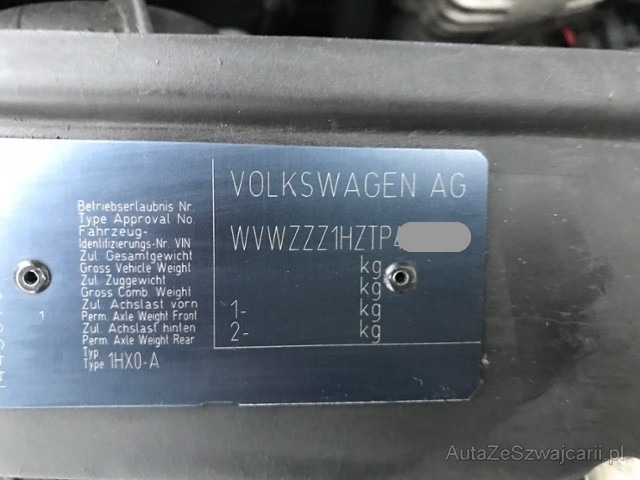 VOLKSWAGEN AG
Betriebserlaubnis Nr.
Type Approval No.
Fahrzeug-
Identifizierungs-Nr. VIN
WVWZZZ1HZTP4
Zul. Gesamtgewicht
Gross Vehicle Weight
kg
Zul. Zuggewicht
Gross Comb. Weight
kg
Zul. Achslast vorn
Perm. Axle Weight Front
1
1- kg
Zul. Achslast hinten
Perm. Axle Weight Rear
2- kg
Typ
Type 1HX0-A
AutaZeSzwajcarii.pl